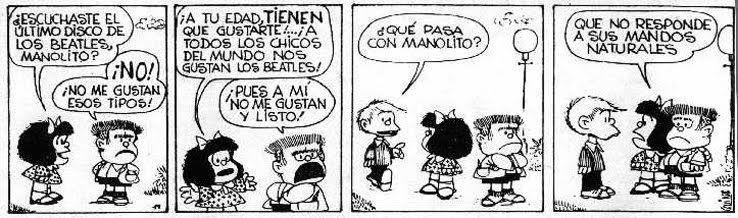 ¿ESCUCHASTE EL
ÚLTIMO DISCO DE
LOS BEATLES,
MANOLITO?
¡NO!
¡NO ME GUSTAN
ESOS TIPOS!
¡A TU EDAD, TIENEN
QUE GUSTARTE!...¡A
TODOS LOS CHICOS
DEL MUNDO NOS
GUSTAN LOS BEATLES!
¡PUES A MÍ
NO ME GUSTAN
Y LISTO!
¿QUÉ PASA
CON MANOLITO?
QUE NO RESPONDE
A SUS MANDOS
NATURALES